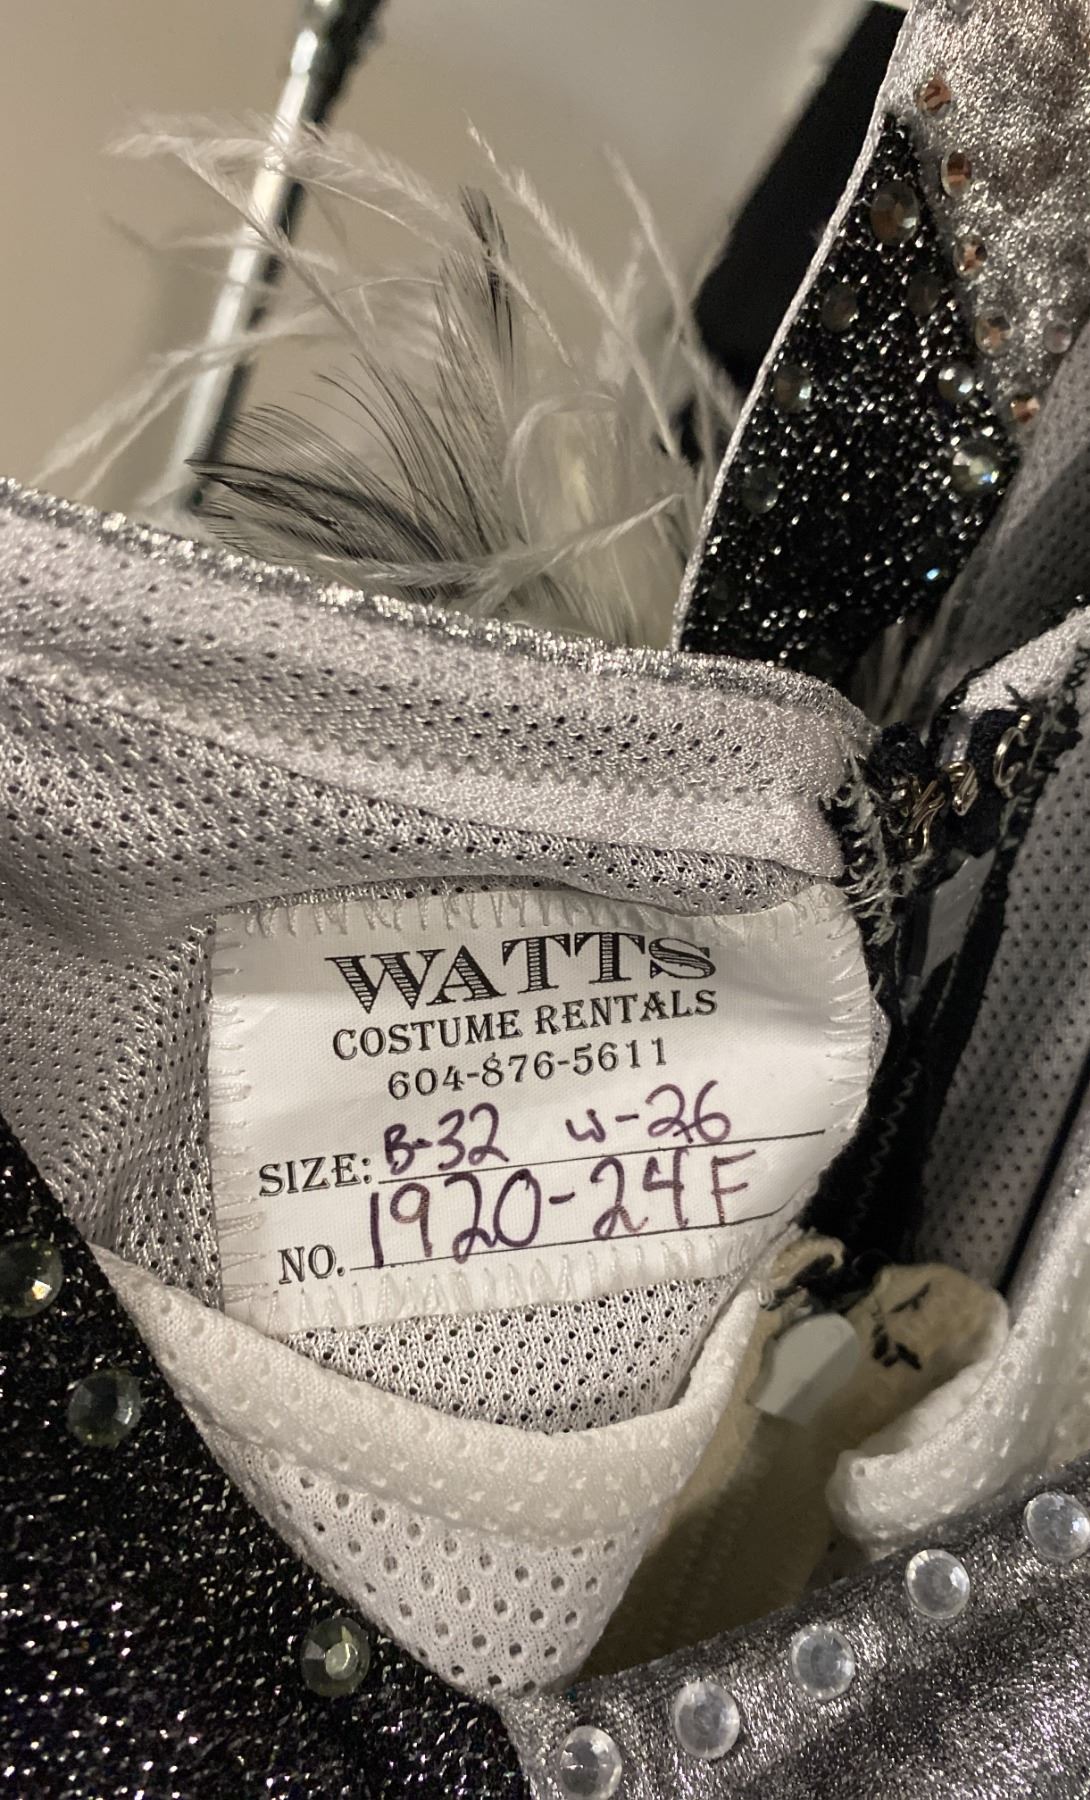 WATTS
COSTUME RENTALS
604-876-5611
SIZE: B-32 W-26
NO. 1920-24F